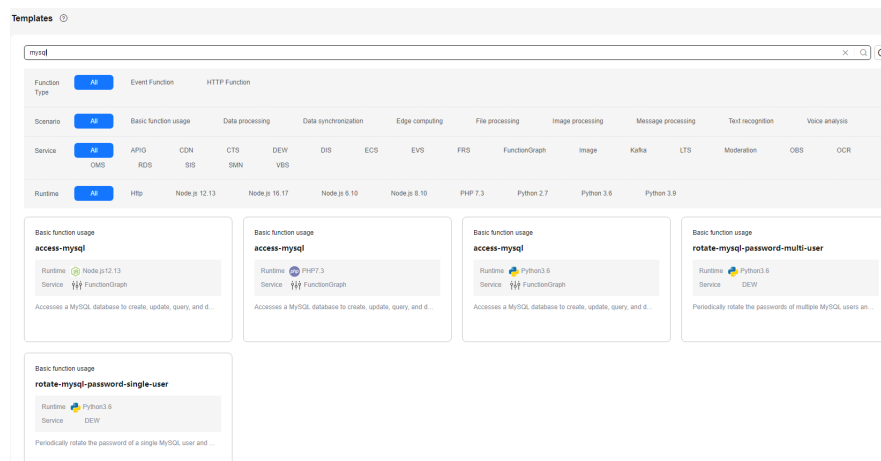 Templates
mysql
Function Type All Event Function HTTP Function
Scenario All Basic function usage Data processing Data synchronization Edge computing File processing Image processing Message processing Text recognition Voice analysis
Service All APIG CDN CTS DEW DIS ECS EVS FRS FunctionGraph Image Kafka LTS Moderation OBS OCR
OMS RDS SIS SMN VBS
Runtime All Http Node.js 12.13 Node.js 16.17 Node.js 6.10 Node.js 8.10 PHP 7.3 Python 2.7 Python 3.6 Python 3.9
Basic function usage
access-mysql
Runtime Node.js12.13
Service FunctionGraph
Accesses a MySQL database to create, update, query, and d...
Basic function usage
access-mysql
Runtime php PHP7.3
Service FunctionGraph
Accesses a MySQL database to create, update, query, and d...
Basic function usage
access-mysql
Runtime Python3.6
Service FunctionGraph
Accesses a MySQL database to create, update, query, and d...
Basic function usage
rotate-mysql-password-multi-user
Runtime Python3.6
Service DEW
Periodically rotate the passwords of multiple MySQL users an...
Basic function usage
rotate-mysql-password-single-user
Runtime Python3.6
Service DEW
Periodically rotate the password of a single MySQL user and ...